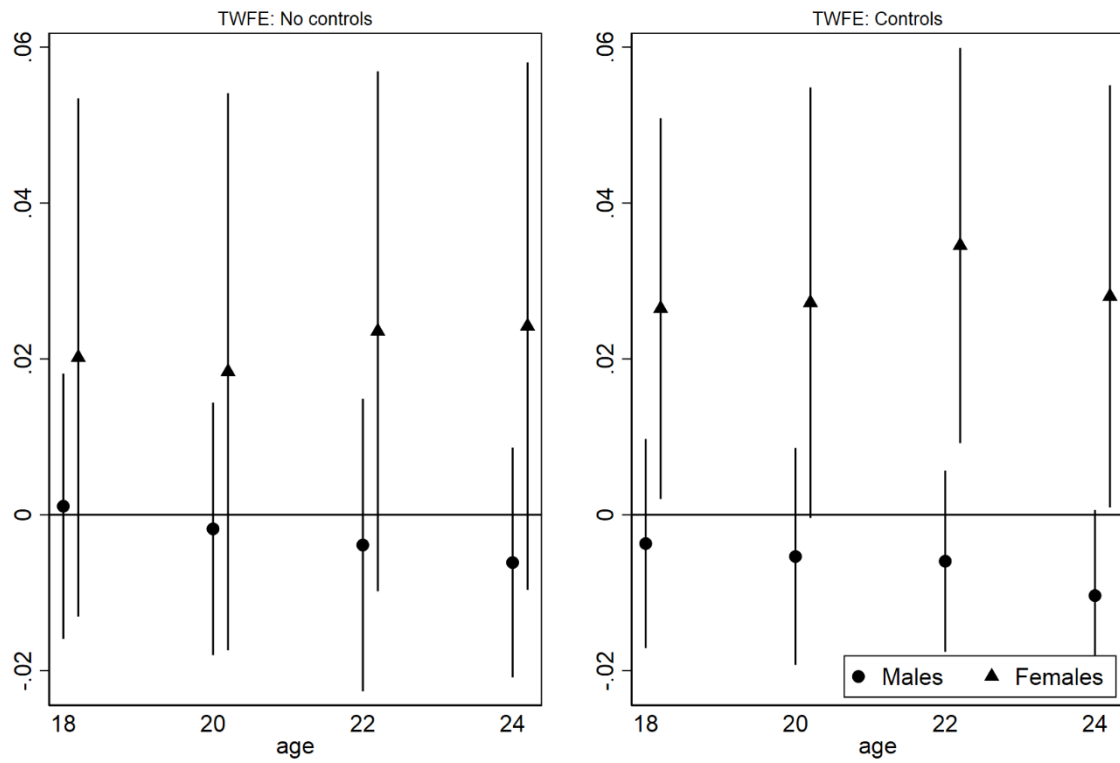 TWFE: No controls
.06
.04
.02
0
-.02
18 20 22 24
age
TWFE: Controls
.06
.04
.02
0
-.02
18 20 22 24
age
Males Females